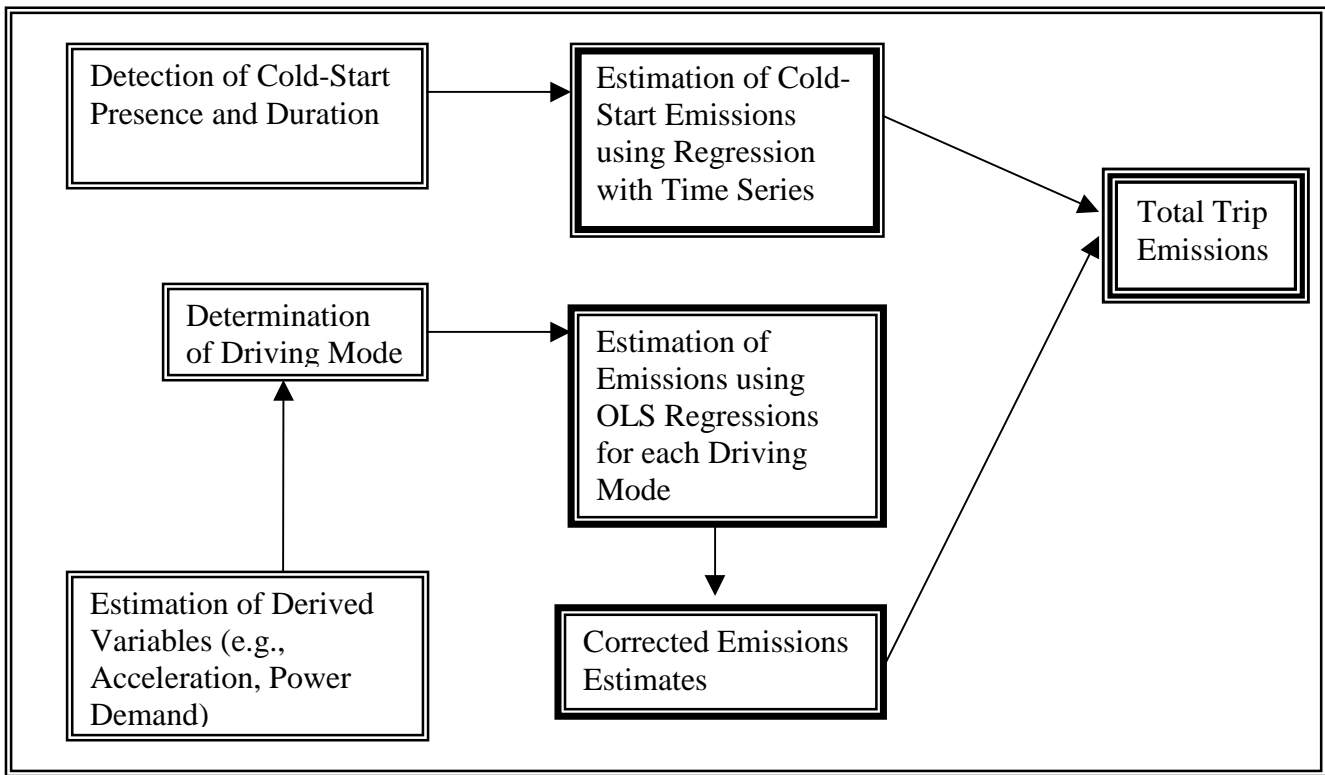 Detection of Cold-Start
Presence and Duration
Estimation of Cold-
Start Emissions
using Regression
with Time Series
Total Trip
Emissions
Determination
of Driving Mode
Estimation of
Emissions using
OLS Regressions
for each Driving
Mode
Estimation of Derived
Variables (e.g.,
Acceleration, Power
Demand)
Corrected Emissions
Estimates